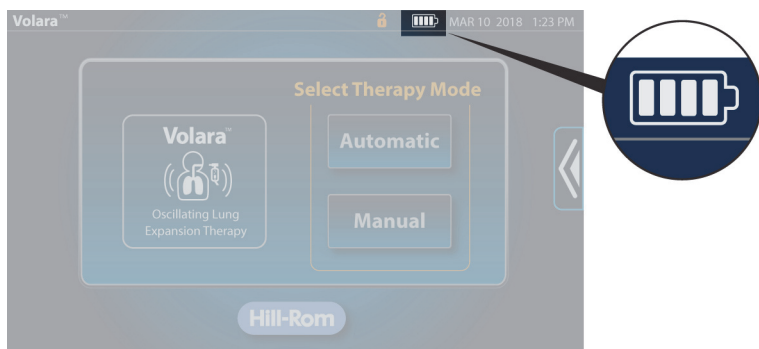 Volara™ MAR 10 2018 1:23 PM
Select Therapy Mode
Volara™
Automatic
Oscillating Lung
Expansion Therapy
Manual
Hill-Rom